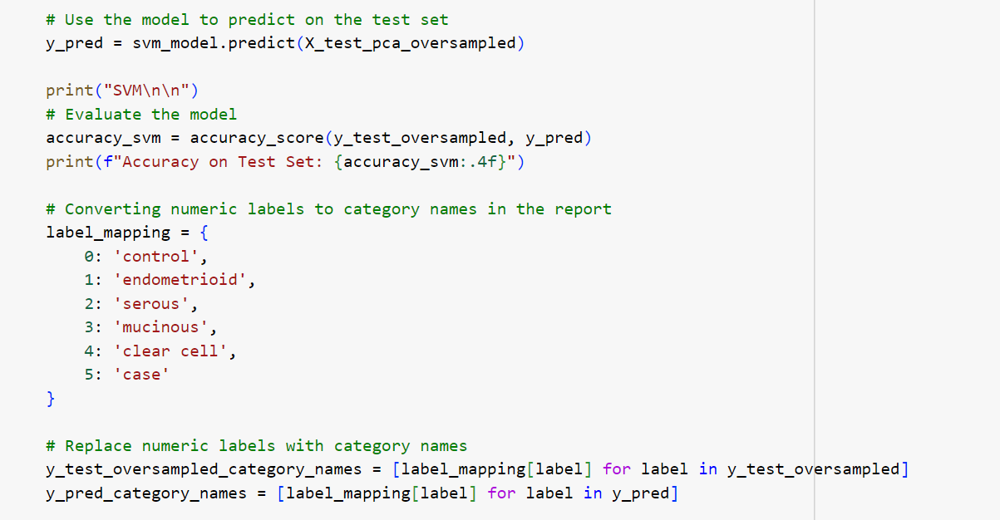 # Use the model to predict on the test set
y_pred = svm_model.predict(X_test_pca_oversampled)
print("SVM\n\n")
# Evaluate the model
accuracy_svm = accuracy_score(y_test_oversampled, y_pred)
print(f"Accuracy on Test Set: {accuracy_svm:.4f}")
# Converting numeric labels to category names in the report
label_mapping = {
    0: 'control',
    1: 'endometrioid',
    2: 'serous',
    3: 'mucinous',
    4: 'clear cell',
    5: 'case'
}
# Replace numeric labels with category names
y_test_oversampled_category_names = [label_mapping[label] for label in y_test_oversampled]
y_pred_category_names = [label_mapping[label] for label in y_pred]